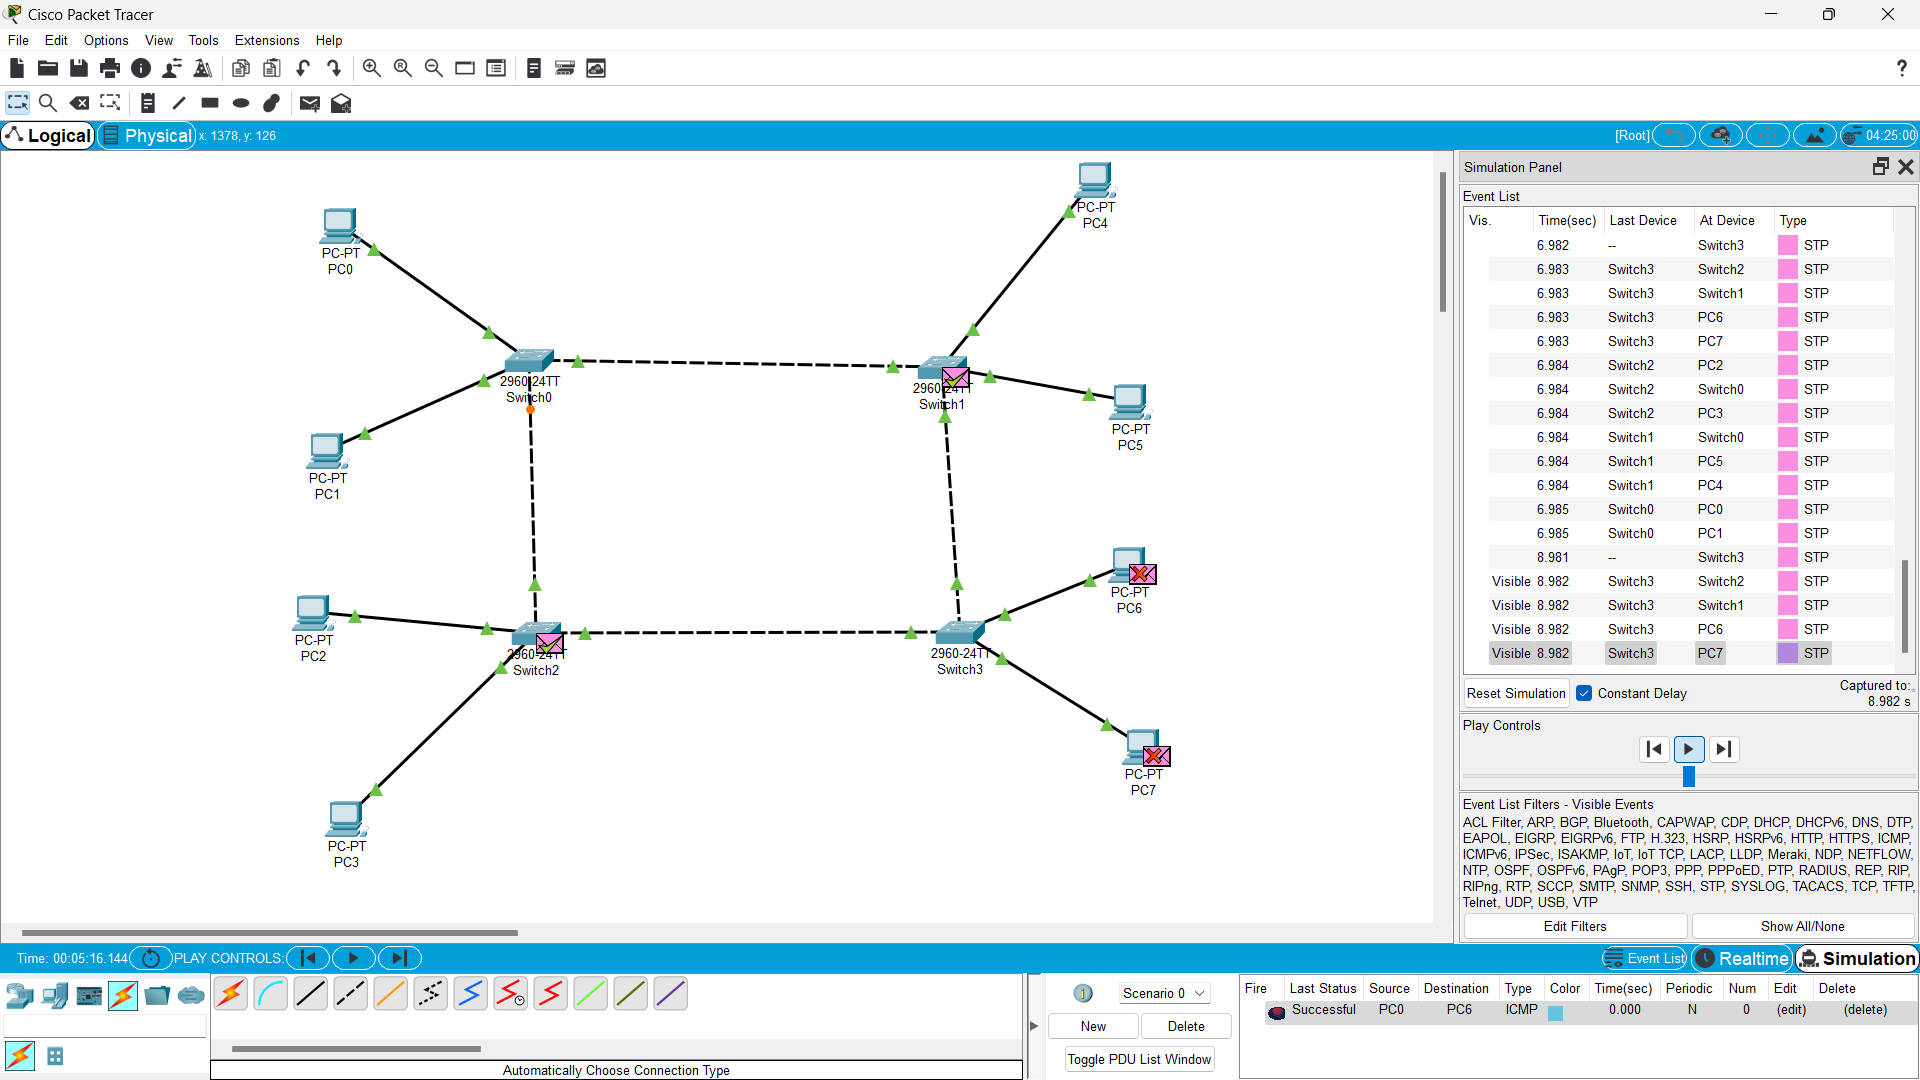 Cisco Packet Tracer
File Edit Options View Tools Extensions Help
Logical Physical x: 1378, y: 126 [Root] 04:25:00
PC-PT
PC0
PC-PT
PC1
PC-PT
PC2
PC-PT
PC3
PC-PT
PC4
PC-PT
PC5
PC-PT
PC6
PC-PT
PC7
2960-24TT
Switch0
2960-24TT
Switch1
2960-24TT
Switch2
2960-24TT
Switch3
Simulation Panel
Event List
Vis. Time(sec) Last Device At Device Type
6.982 -- Switch3 STP
6.983 Switch3 Switch2 STP
6.983 Switch3 Switch1 STP
6.983 Switch3 PC6 STP
6.983 Switch3 PC7 STP
6.984 Switch2 PC2 STP
6.984 Switch2 Switch0 STP
6.984 Switch2 PC3 STP
6.984 Switch1 Switch0 STP
6.984 Switch1 PC5 STP
6.984 Switch1 PC4 STP
6.985 Switch0 PC0 STP
6.985 Switch0 PC1 STP
8.981 -- Switch3 STP
Visible 8.982 Switch3 Switch2 STP
Visible 8.982 Switch3 Switch1 STP
Visible 8.982 Switch3 PC6 STP
Visible 8.982 Switch3 PC7 STP
Reset Simulation Constant Delay Captured to:
8.982 s
Play Controls
Event List Filters - Visible Events
ACL Filter, ARP, BGP, Bluetooth, CAPWAP, CDP, DHCP, DHCPv6, DNS, DTP,
EAPOL, EIGRP, EIGRPv6, FTP, H.323, HSRP, HSRPv6, HTTP, HTTPS, ICMP,
ICMPv6, IPSec, ISAKMP, IoT, IoT TCP, LACP, LLDP, Meraki, NDP, NETFLOW,
NTP, OSPF, OSPFv6, PAgP, POP3, PPP, PPPoED, PTP, RADIUS, REP, RIP,
RIPng, RTP, SCCP, SMTP, SNMP, SSH, STP, SYSLOG, TACACS, TCP, TFTP,
Telnet, UDP, USB, VTP
Edit Filters Show All/None
Time: 00:05:16.144 PLAY CONTROLS: Event List Realtime Simulation
Scenario 0
New Delete
Toggle PDU List Window
Fire Last Status Source Destination Type Color Time(sec) Periodic Num Edit Delete
Successful PC0 PC6 ICMP 0.000 N 0 (edit) (delete)
Automatically Choose Connection Type